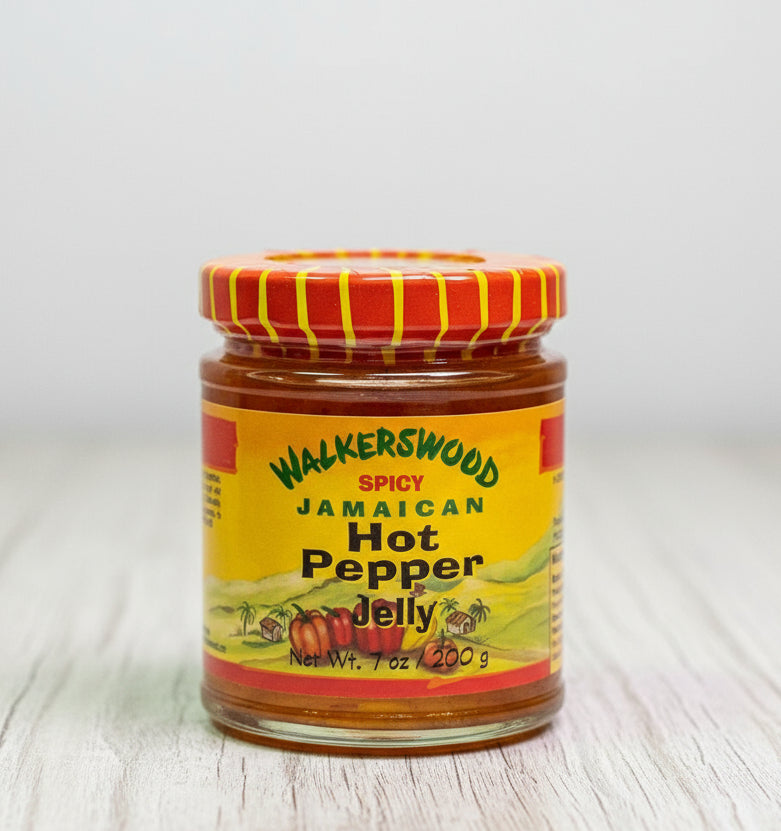 WALKERSWOOD
SPICY
JAMAICAN
Hot
Pepper
Jelly
Net Wt. 7 oz / 200 g